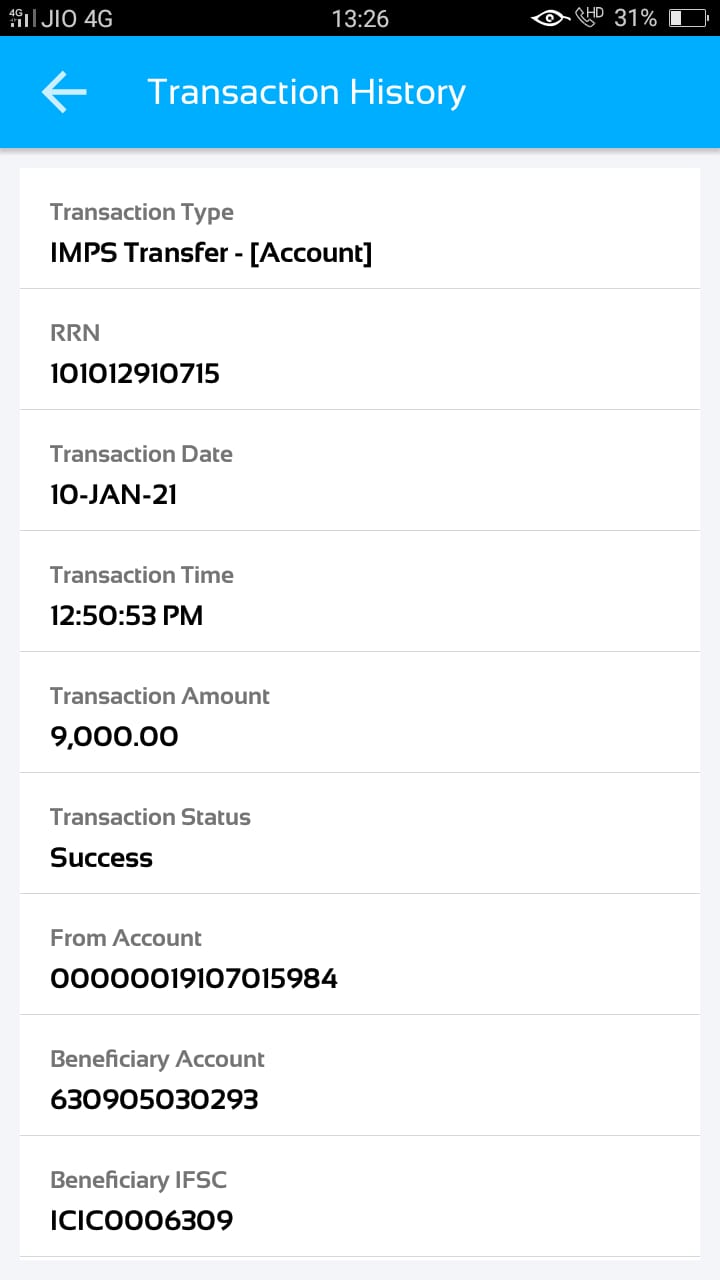 4G JIO 4G 13:26 HD 31%
Transaction History
Transaction Type
IMPS Transfer - [Account]
RRN
101012910715
Transaction Date
10-JAN-21
Transaction Time
12:50:53 PM
Transaction Amount
9,000.00
Transaction Status
Success
From Account
00000019107015984
Beneficiary Account
630905030293
Beneficiary IFSC
ICIC0006309